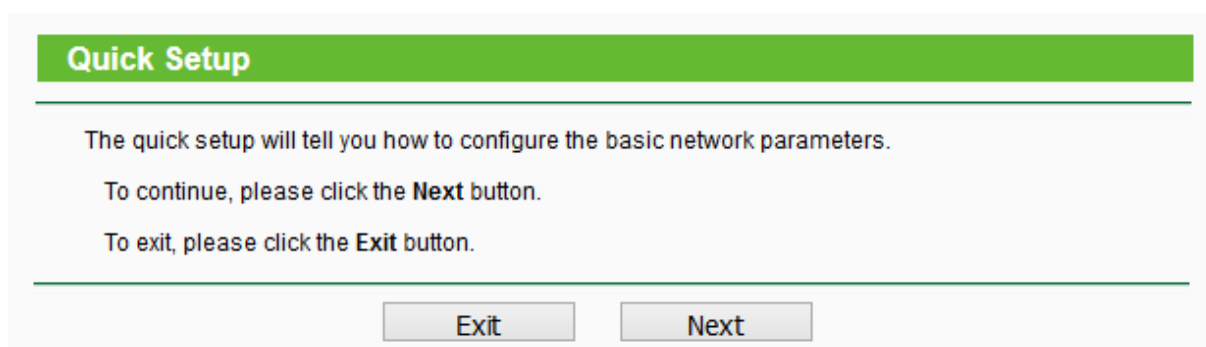 Quick Setup
The quick setup will tell you how to configure the basic network parameters.
To continue, please click the Next button.
To exit, please click the Exit button.
Exit Next